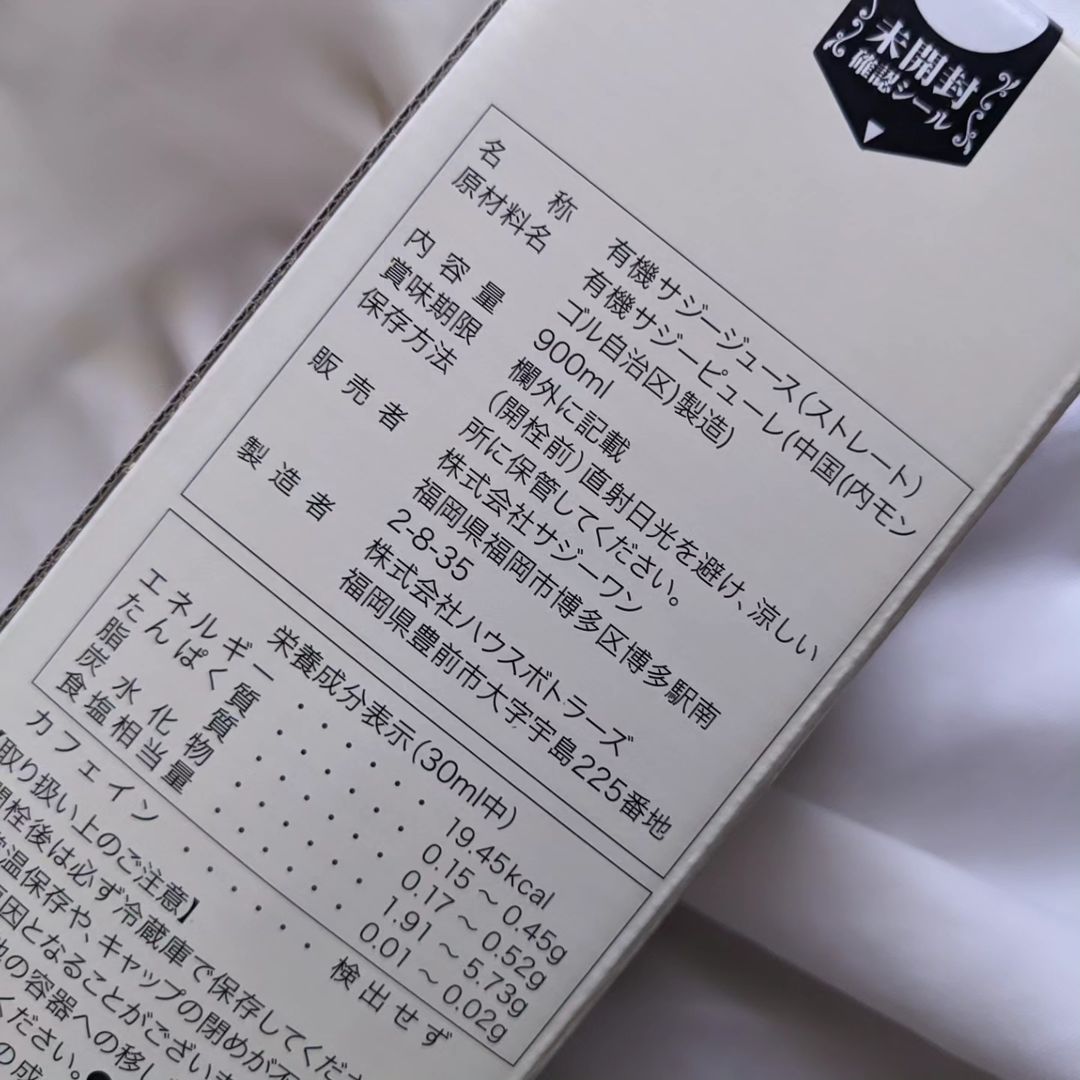 未開封
確認シール
名称 有機サジージュース(ストレート)
原材料名 有機サジーピューレ(中国(内モン
ゴル自治区)製造)
内容量 900ml
賞味期限 欄外に記載
保存方法 (開栓前)直射日光を避け、涼しい
所に保管してください。
販売者 株式会社サジーワン
福岡県福岡市博多区博多駅南
2-8-35
製造者 株式会社ハウスボトラーズ
福岡県豊前市大字宇島225番地
栄養成分表示(30ml中)
エネルギー ・・・・・ 19.45kcal
たんぱく質 ・・・・・ 0.15～0.45g
脂質 ・・・・・・・ 0.17～0.52g
炭水化物 ・・・・・・ 1.91～5.73g
食塩相当量 ・・・・・ 0.01～0.02g
カフェイン ・・・・・ 検出せず
取り扱い上のご注意】
開栓後は必ず冷蔵庫で保存してくだ
温保存や、キャップの閉めが不
因となることがございま
の容器への移し
ください。
の成